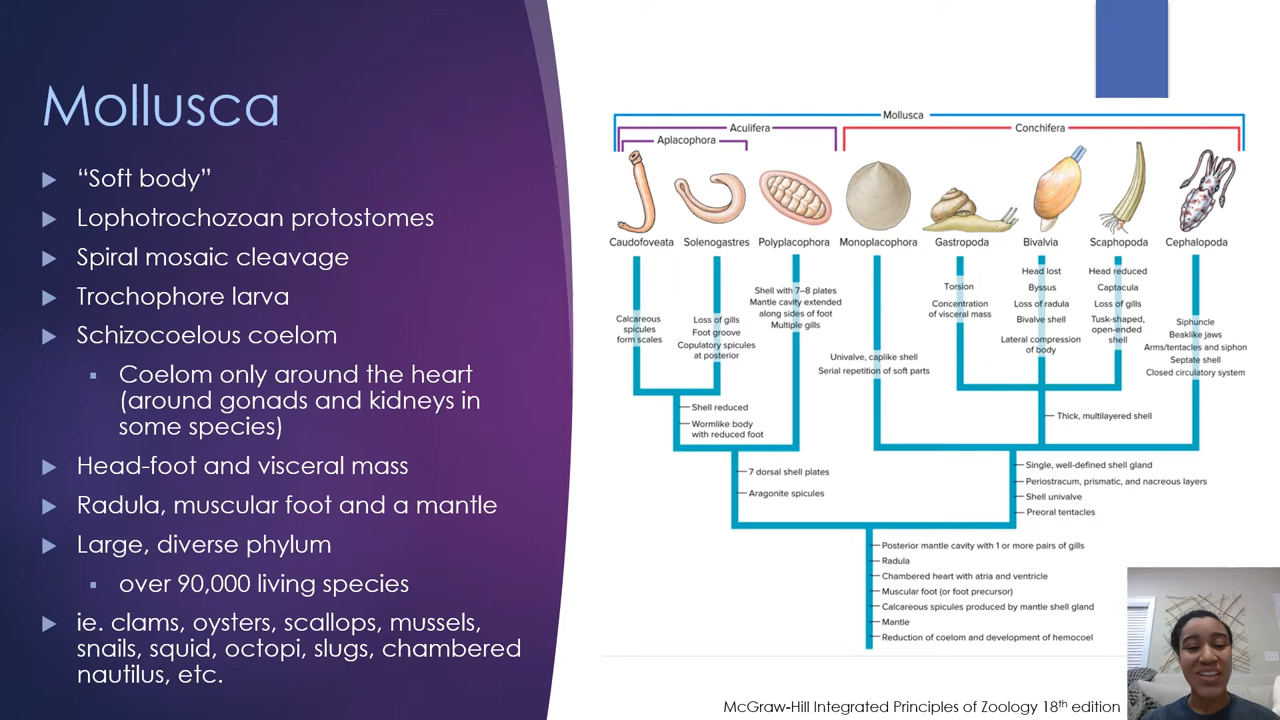 Mollusca
“Soft body”
Lophotrochozoan protostomes
Spiral mosaic cleavage
Trochophore larva
Schizocoelous coelom
Coelom only around the heart
(around gonads and kidneys in
some species)
Head-foot and visceral mass
Radula, muscular foot and a mantle
Large, diverse phylum
over 90,000 living species
ie. clams, oysters, scallops, mussels,
snails, squid, octopi, slugs, chambered
nautilus, etc.
Mollusca
Aculifera
Conchifera
Aplacophora
Caudofoveata
Solenogastres
Polyplacophora
Monoplacophora
Gastropoda
Bivalvia
Scaphopoda
Cephalopoda
Calcareous
spicules
form scales
Loss of gills
Foot groove
Copulatory spicules
at posterior
Shell with 7–8 plates
Mantle cavity extended
along sides of foot
Multiple gills
Univalve, caplike shell
Serial repetition of soft parts
Torsion
Concentration
of visceral mass
Head lost
Byssus
Loss of radula
Bivalve shell
Lateral compression
of body
Head reduced
Captacula
Loss of gills
Tusk-shaped,
open-ended
shell
Siphuncle
Beaklike jaws
Arms/tentacles and siphon
Septate shell
Closed circulatory system
Shell reduced
Wormlike body
with reduced foot
Thick, multilayered shell
7 dorsal shell plates
Aragonite spicules
Single, well-defined shell gland
Periostracum, prismatic, and nacreous layers
Shell univalve
Preoral tentacles
Posterior mantle cavity with 1 or more pairs of gills
Radula
Chambered heart with atria and ventricle
Muscular foot (or foot precursor)
Calcareous spicules produced by mantle shell gland
Mantle
Reduction of coelom and development of hemocoel
McGraw-Hill Integrated Principles of Zoology 18th edition